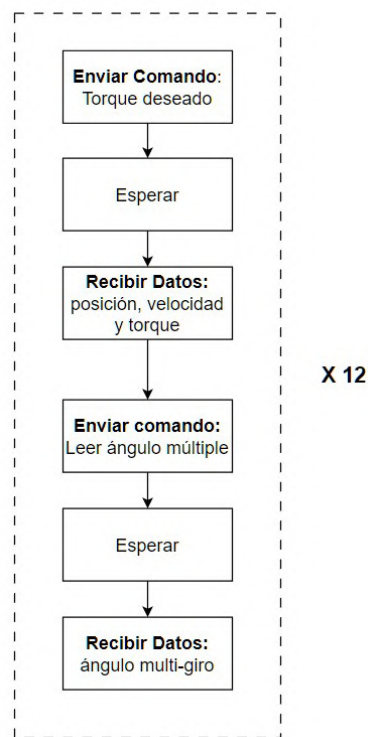 Enviar Comando:
Torque deseado
Esperar
Recibir Datos:
posición, velocidad
y torque
X 12
Enviar comando:
Leer ángulo múltiple
Esperar
Recibir Datos:
ángulo multi-giro